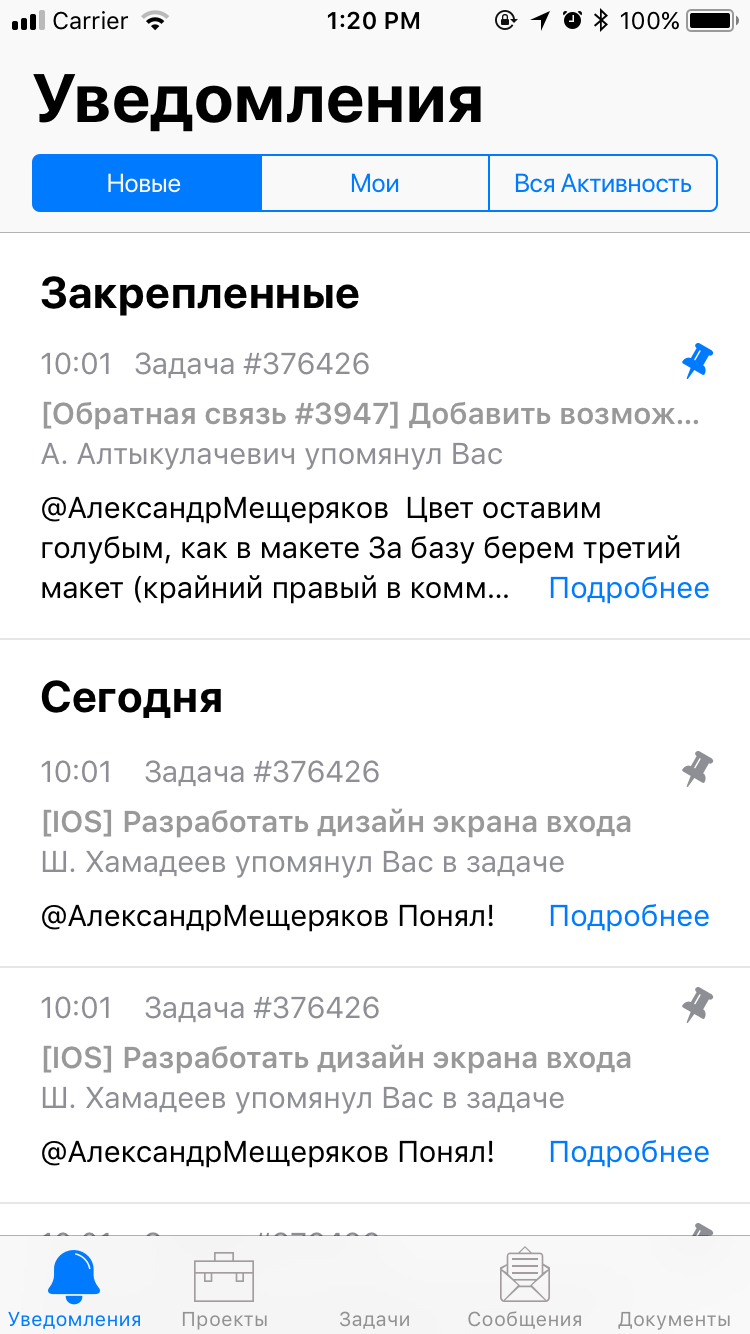 Carrier 1:20 PM 100%
Уведомления
Новые Мои Вся Активность
Закрепленные
10:01 Задача #376426
[Обратная связь #3947] Добавить возмож...
А. Алтыкулачевич упомянул Вас
@АлександрМещеряков Цвет оставим
голубым, как в макете За базу берем третий
макет (крайний правый в комм... Подробнее
Сегодня
10:01 Задача #376426
[IOS] Разработать дизайн экрана входа
Ш. Хамадеев упомянул Вас в задаче
@АлександрМещеряков Понял! Подробнее
10:01 Задача #376426
[IOS] Разработать дизайн экрана входа
Ш. Хамадеев упомянул Вас в задаче
@АлександрМещеряков Понял! Подробнее
Уведомления Проекты Задачи Сообщения Документы